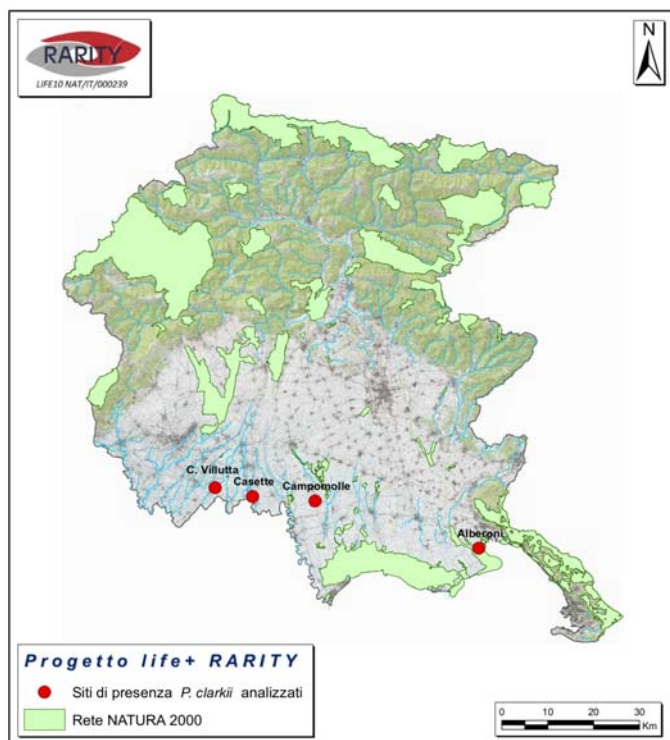 RARITY
LIFE10 NAT/IT/000239
N
C. Villutta
Casette
Campomolle
Alberoni
Progetto life+ RARITY
Siti di presenza P. clarkii analizzati
Rete NATURA 2000
0 5 10 20 30
Km